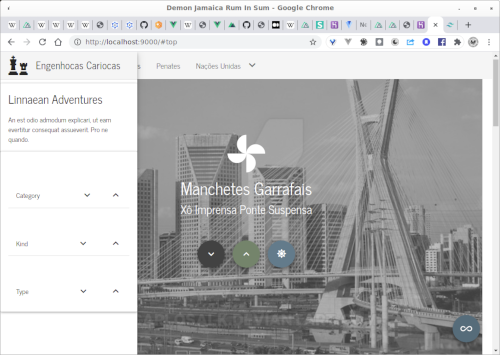 Demon Jamaica Rum In Sum - Google Chrome
http://localhost:9000/#top
Engenhocas Cariocas
Penates
Nações Unidas
Linnaean Adventures
An est odio admodum explicari, ut eam
evertitur consequat assueverit. Pro ne
quando.
Category
Kind
Type
Manchetes Garrafais
Xô Imprensa Ponte Suspensa